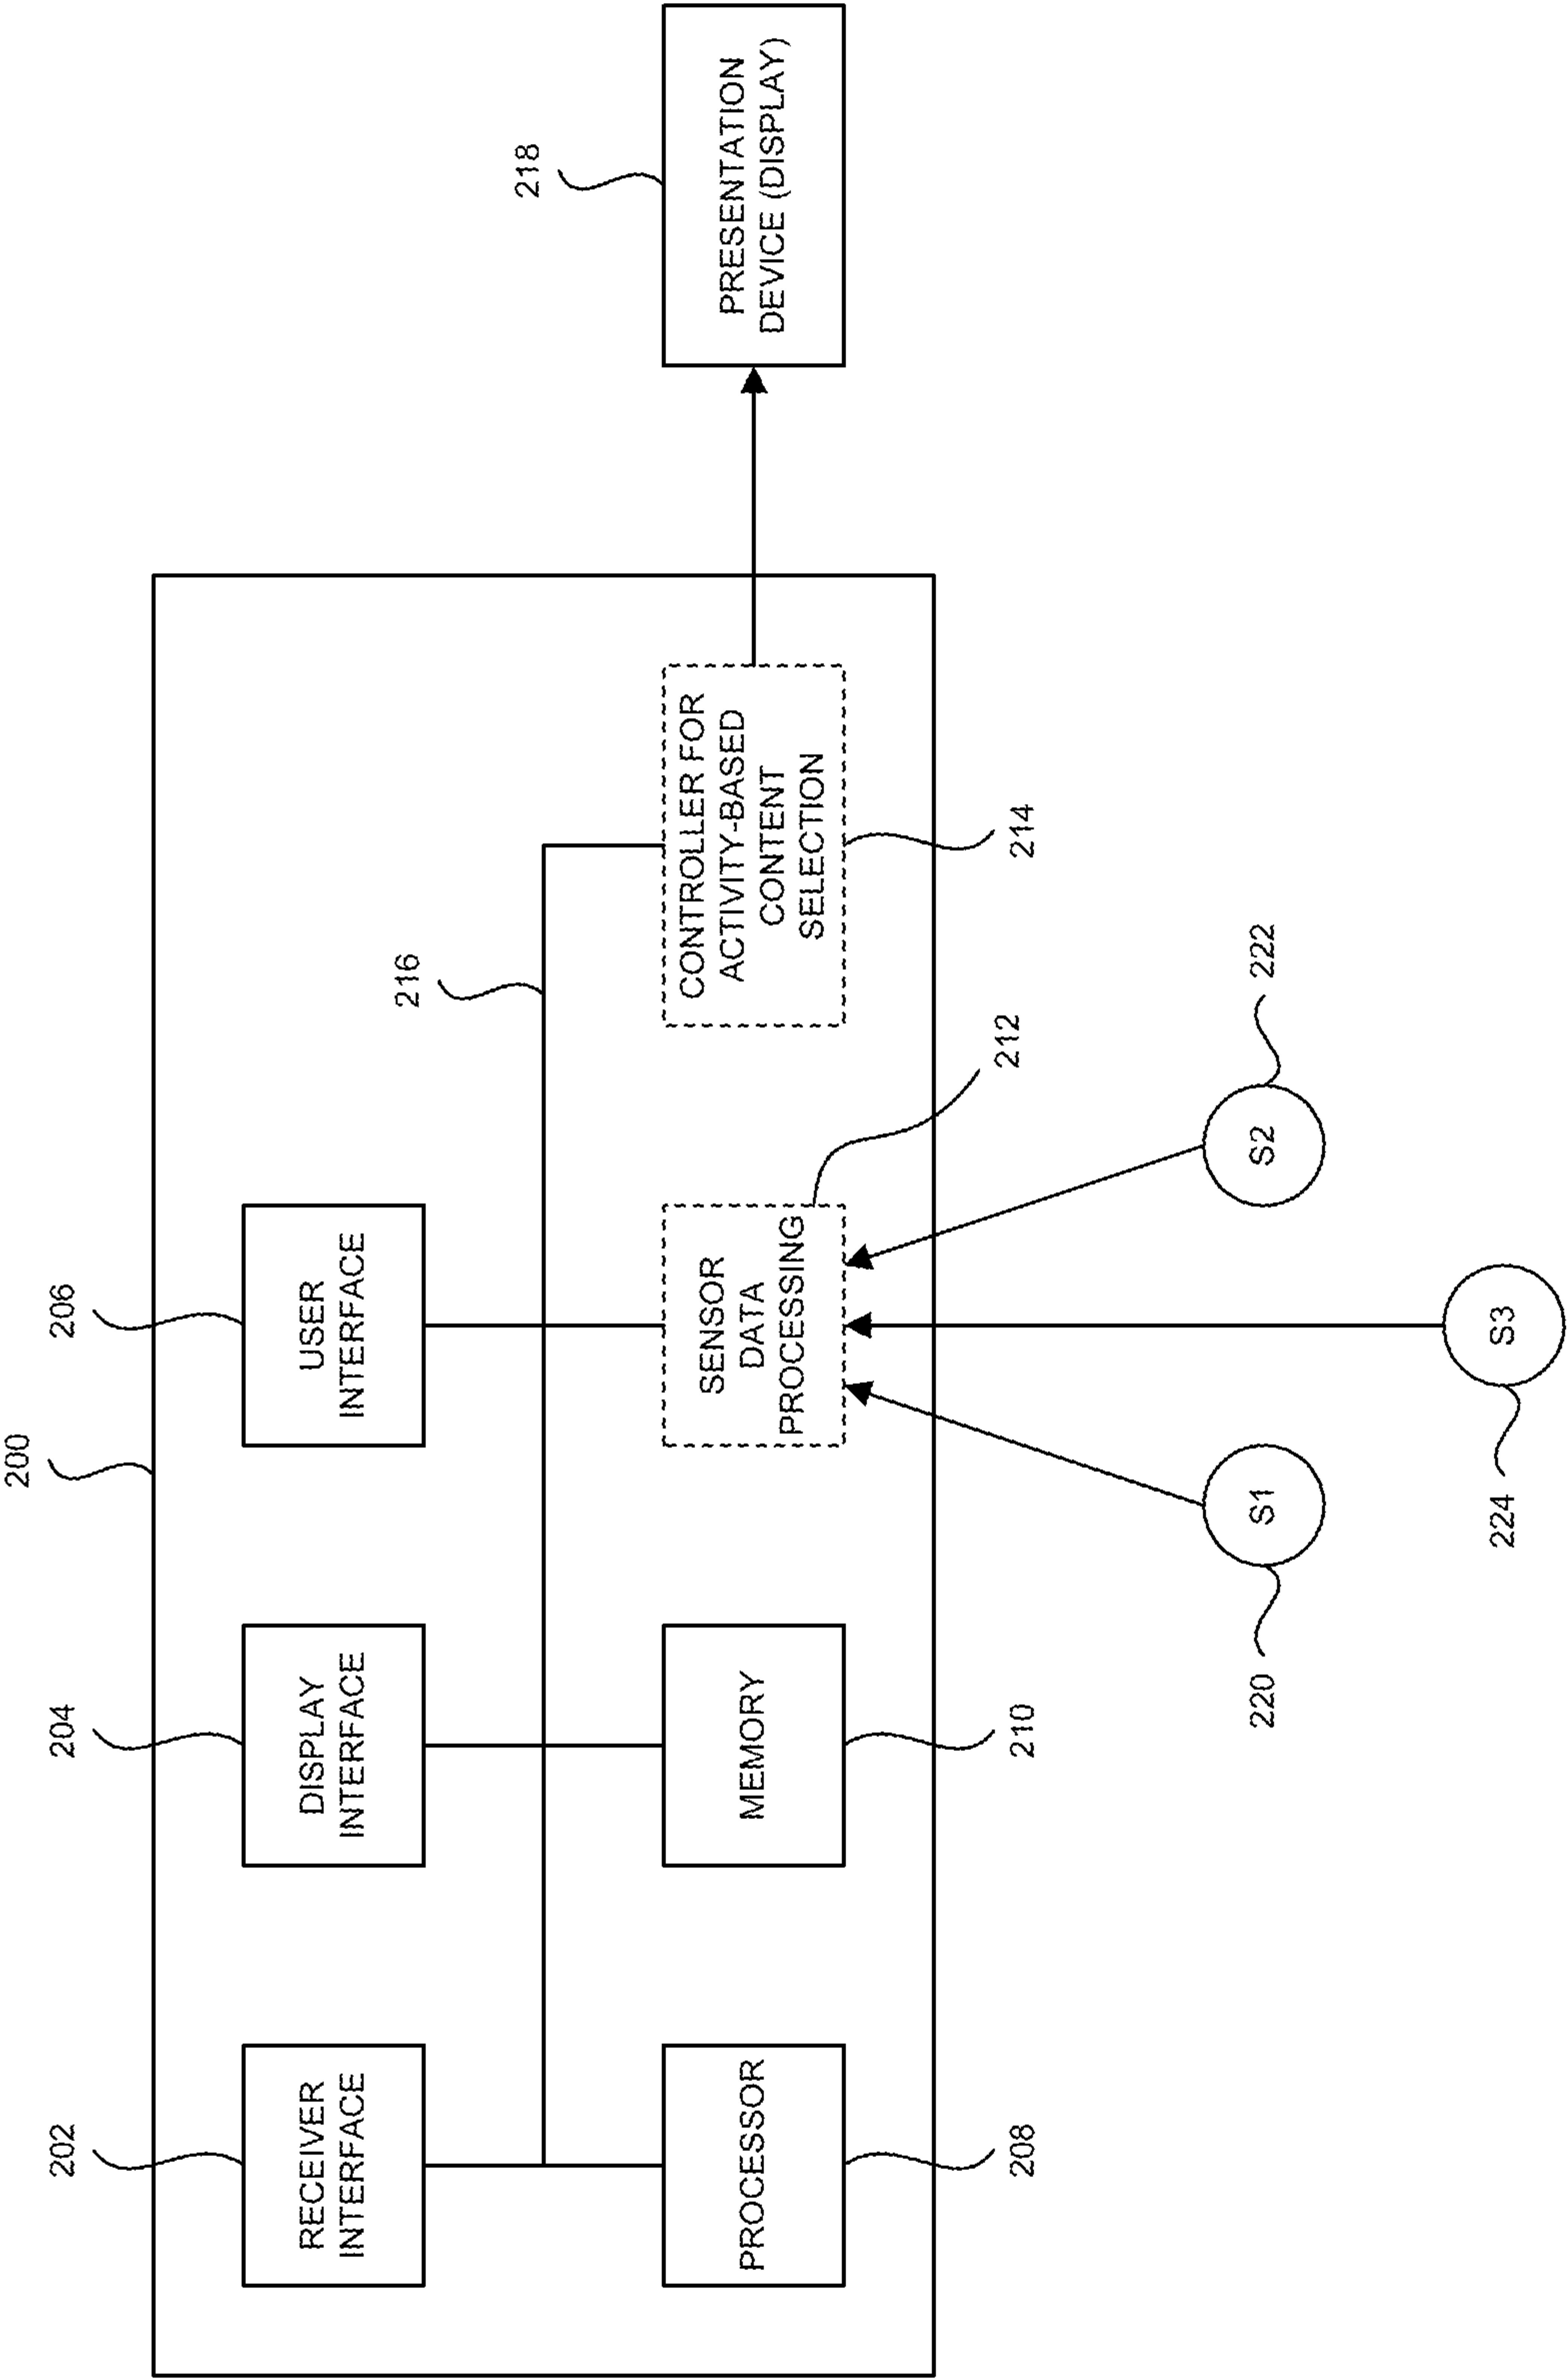 200
202
204
206
218
RECEIVER
INTERFACE
DISPLAY
INTERFACE
USER
INTERFACE
216
PROCESSOR
MEMORY
SENSOR
DATA
PROCESSING
CONTROLLER FOR
ACTIVITY-BASED
CONTENT
SELECTION
PRESENTATION
DEVICE (DISPLAY)
208
210
212
214
220
S1
S2
222
224
S3